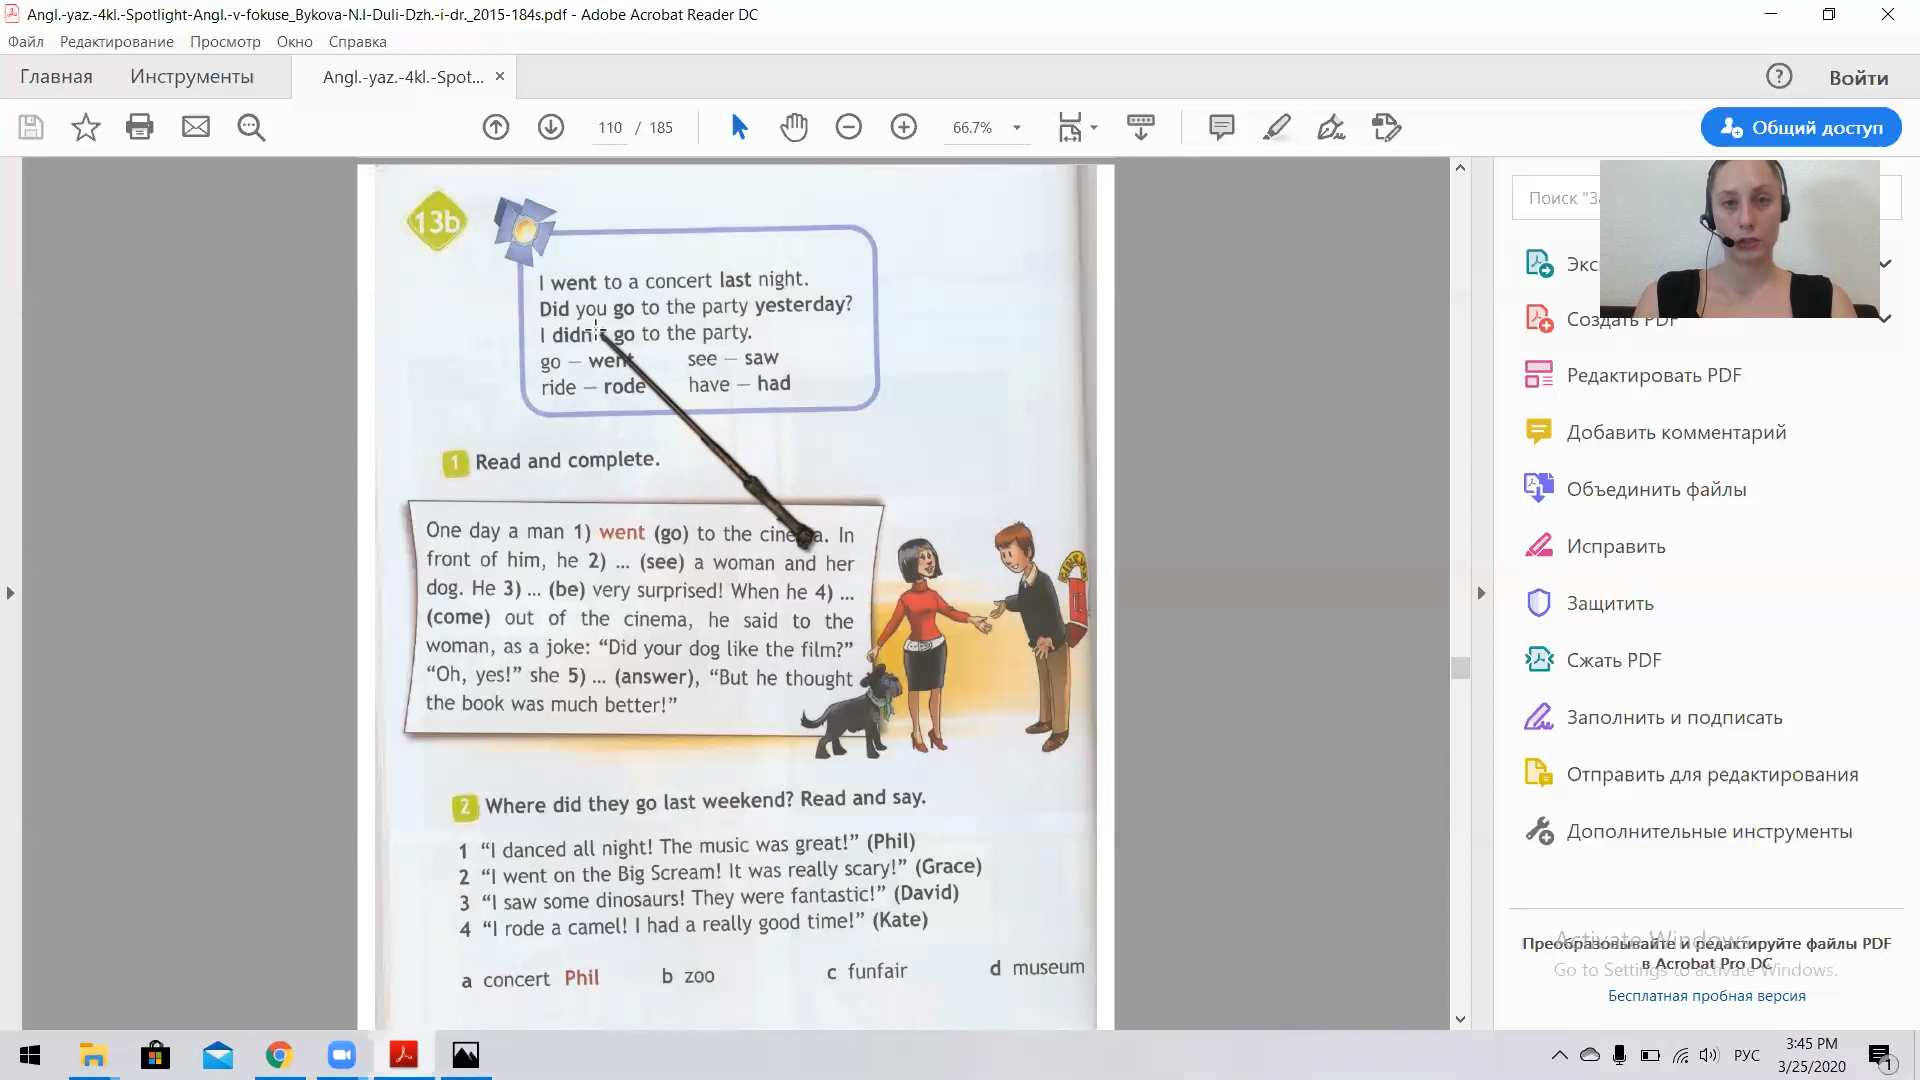 Angl.-yaz.-4kl.-Spotlight-Angl.-v-fokuse_Bykova-N.I-Duli-Dzh.-i-dr._2015-184s.pdf - Adobe Acrobat Reader DC
Файл Редактирование Просмотр Окно Справка
Главная Инструменты Angl.-yaz.-4kl.-Spot... Войти
110 / 185 66.7% Общий доступ
13b
I went to a concert last night.
Did you go to the party yesterday?
I didn go to the party.
go – went see – saw
ride – rode have – had
1 Read and complete.
One day a man 1) went (go) to the cinema. In
front of him, he 2) ... (see) a woman and her
dog. He 3) ... (be) very surprised! When he 4) ...
(come) out of the cinema, he said to the
woman, as a joke: “Did your dog like the film?”
“Oh, yes!” she 5) ... (answer), “But he thought
the book was much better!”
2 Where did they go last weekend? Read and say.
1 “I danced all night! The music was great!” (Phil)
2 “I went on the Big Scream! It was really scary!” (Grace)
3 “I saw some dinosaurs! They were fantastic!” (David)
4 “I rode a camel! I had a really good time!” (Kate)
a concert Phil b zoo c funfair d museum
Поиск "За
Экс
Создать PDF
Редактировать PDF
Добавить комментарий
Объединить файлы
Исправить
Защитить
Сжать PDF
Заполнить и подписать
Отправить для редактирования
Дополнительные инструменты
Activate Windows
Преобразовывайте и редактируйте файлы PDF
в Acrobat Pro DC
Go to Settings to activate Windows.
Бесплатная пробная версия
РУС
3:45 PM
3/25/2020
1